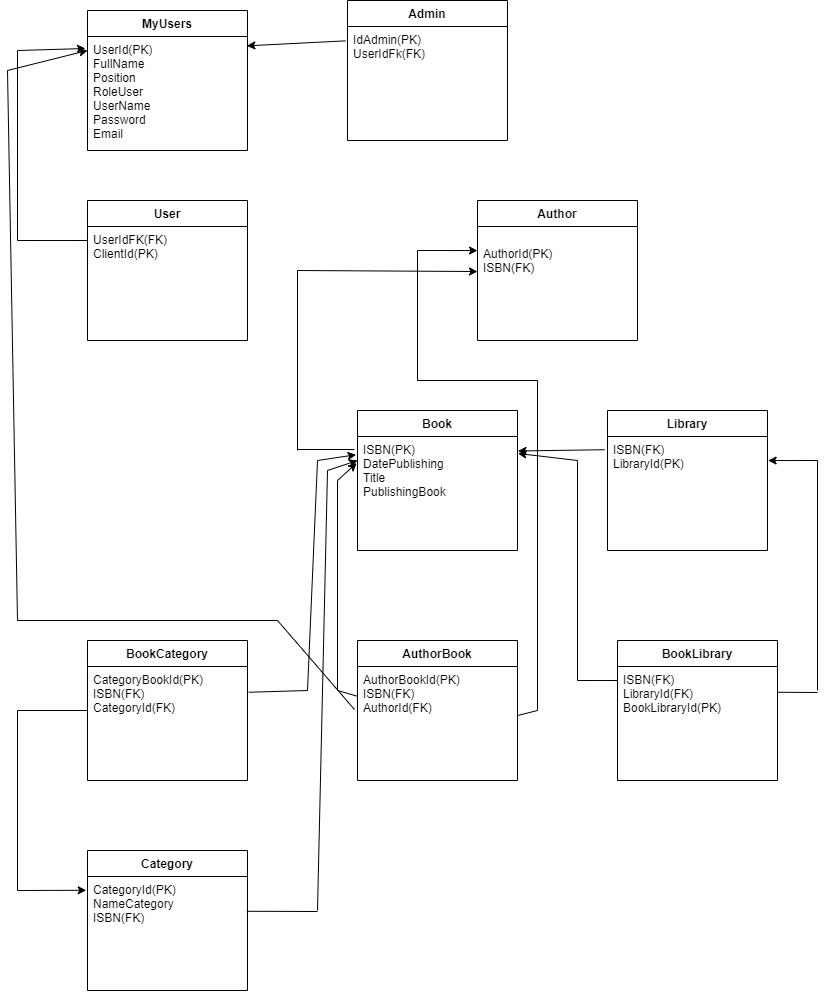 MyUsers
UserId(PK)
FullName
Position
RoleUser
UserName
Password
Email
Admin
IdAdmin(PK)
UserIdFk(FK)
User
UserIdFK(FK)
ClientId(PK)
Author
AuthorId(PK)
ISBN(FK)
Book
ISBN(PK)
DatePublishing
Title
PublishingBook
Library
ISBN(FK)
LibraryId(PK)
BookCategory
CategoryBookId(PK)
ISBN(FK)
CategoryId(FK)
AuthorBook
AuthorBookId(PK)
ISBN(FK)
AuthorId(FK)
BookLibrary
ISBN(FK)
LibraryId(FK)
BookLibraryId(PK)
Category
CategoryId(PK)
NameCategory
ISBN(FK)